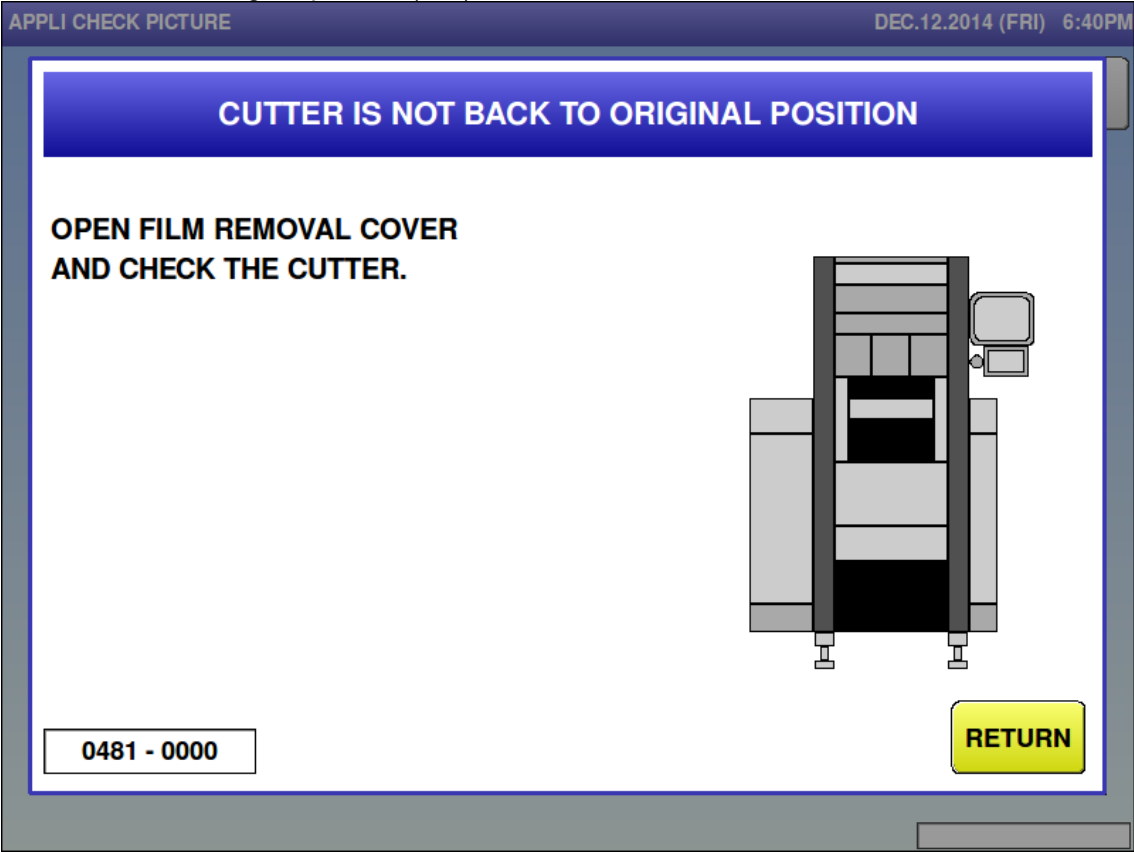 APPLI CHECK PICTURE DEC.12.2014 (FRI) 6:40PM
CUTTER IS NOT BACK TO ORIGINAL POSITION
OPEN FILM REMOVAL COVER
AND CHECK THE CUTTER.
0481 - 0000
RETURN